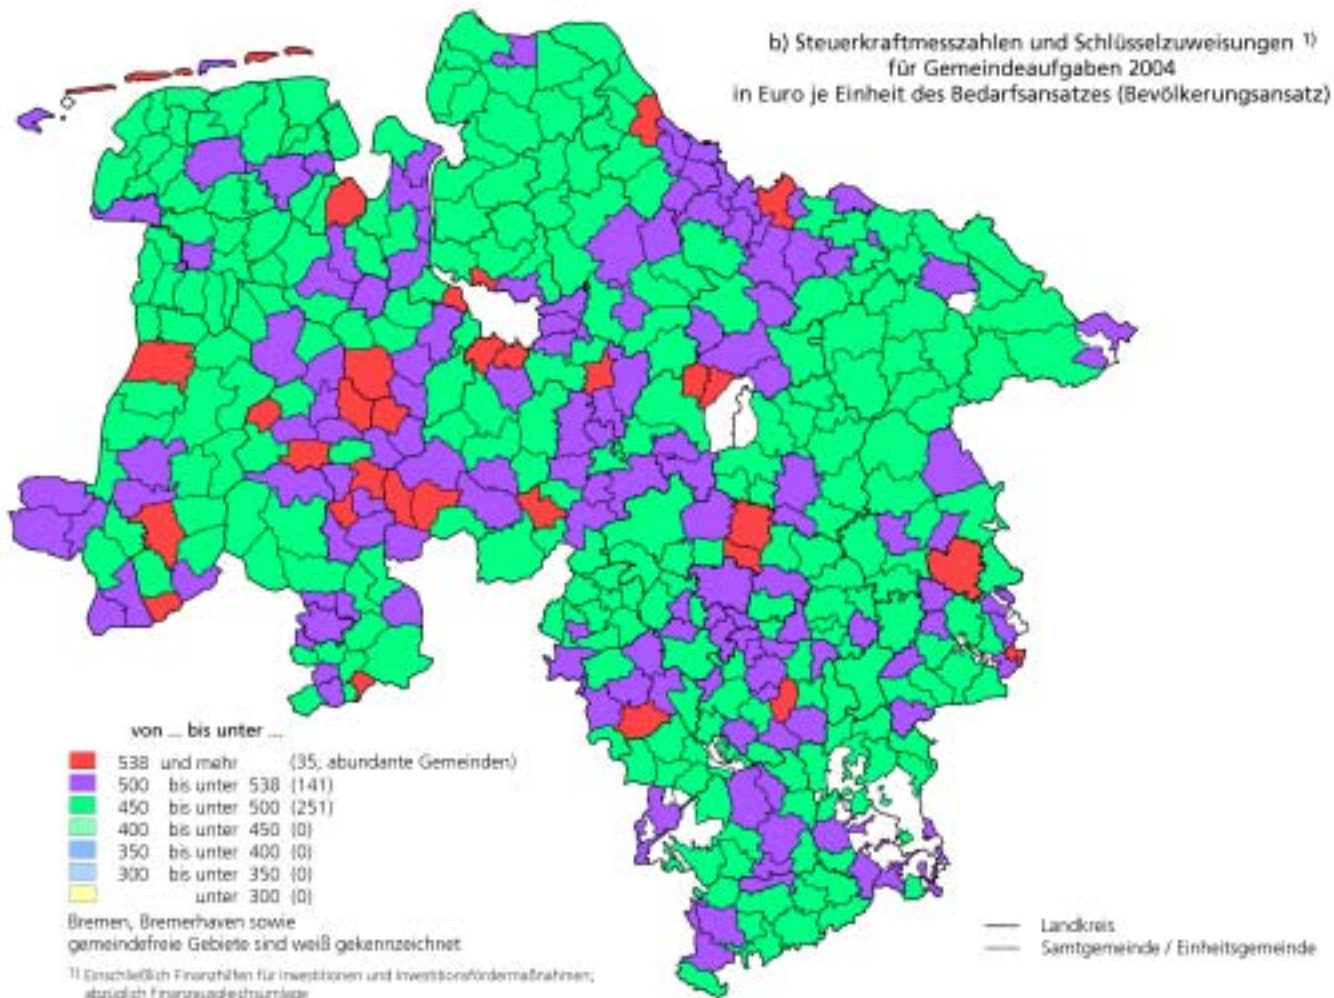 b) Steuerkraftmesszahlen und Schlüsselzuweisungen 1)
für Gemeindeaufgaben 2004
in Euro je Einheit des Bedarfsansatzes (Bevölkerungsansatz)
von ... bis unter ...
538 und mehr (35, abundante Gemeinden)
500 bis unter 538 (141)
450 bis unter 500 (251)
400 bis unter 450 (0)
350 bis unter 400 (0)
300 bis unter 350 (0)
unter 300 (0)
Bremen, Bremerhaven sowie
gemeindefreie Gebiete sind weiß gekennzeichnet
1) Einschließlich Finanzhilfen für Investitionen und Investitionsfördermaßnahmen;
abzüglich Finanzausgleichsumlage
Landkreis
Samtgemeinde / Einheitsgemeinde